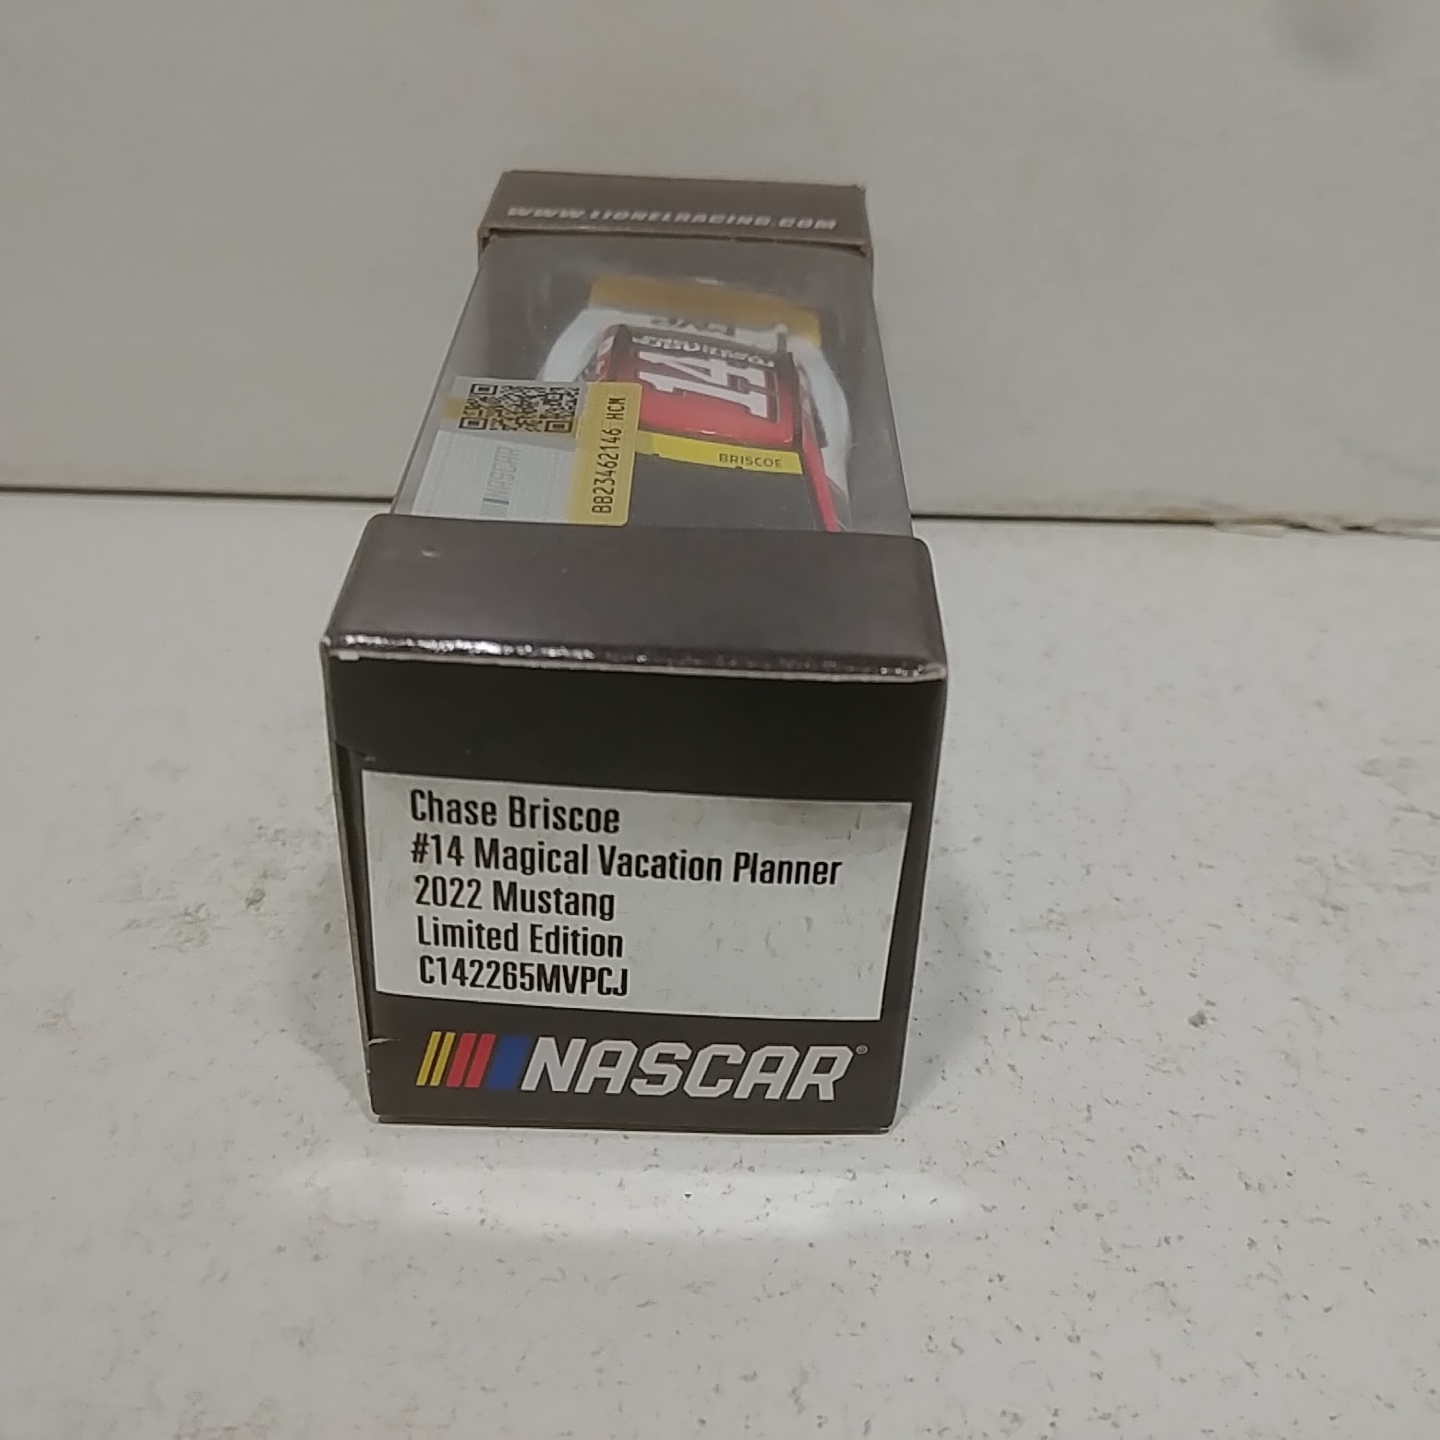 WWW.LIONELRACING.COM
14
BRISCOE
NASCAR
BB23462146 HCM
Chase Briscoe
#14 Magical Vacation Planner
2022 Mustang
Limited Edition
C142265MVPCJ
NASCAR®